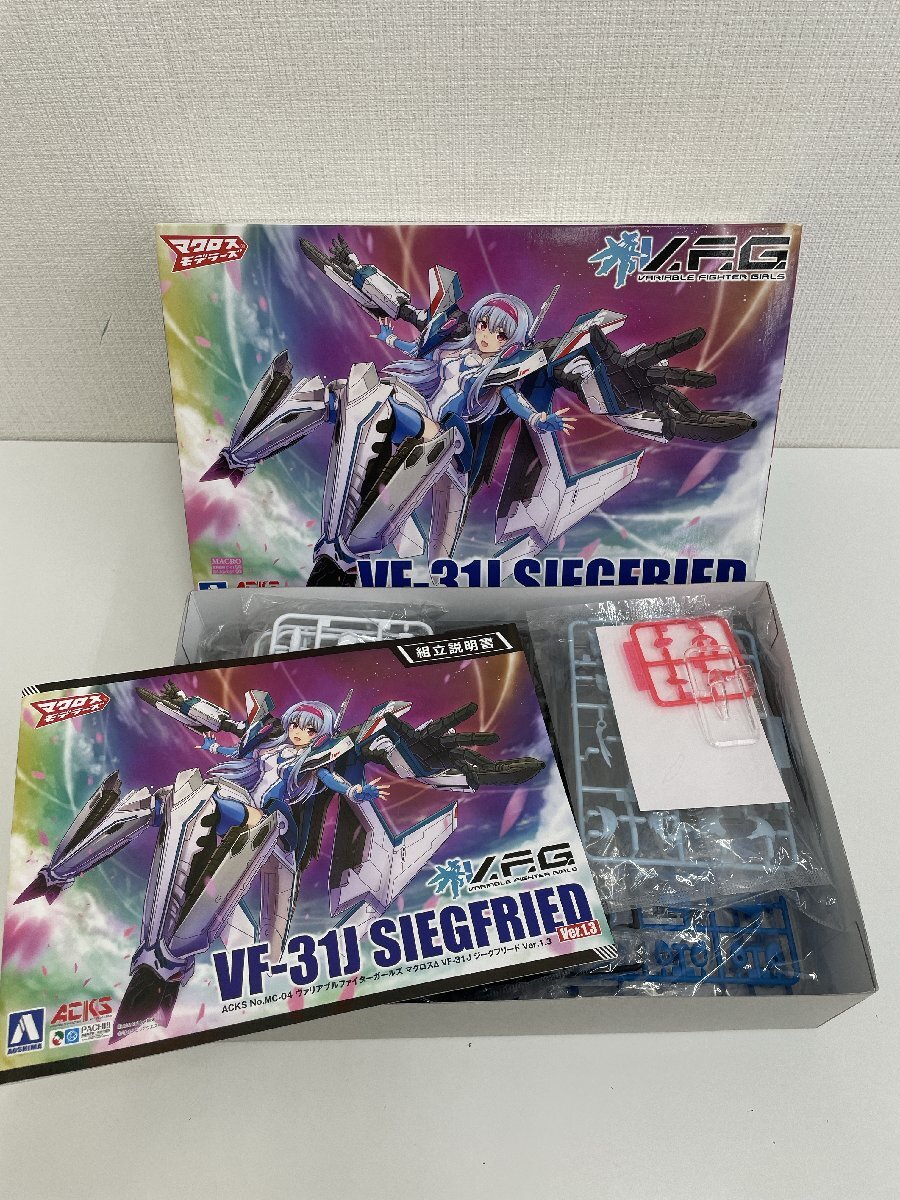 マクロス
モデラーズ
V.F.G
VARIABLE FIGHTER GIRLS
MACRO
VF-31J SIEGFRIED
ACKS
組立説明書
マクロス
モデラーズ
V.F.G
VARIABLE FIGHTER GIRLS
VF-31J SIEGFRIED
Ver.1.3
ACKS No.MC-04 ヴァリアブルファイターガールズ マクロスΔ VF-31J ジークフリード Ver.1.3
AOSHIMA
ACKS
PACHI!!